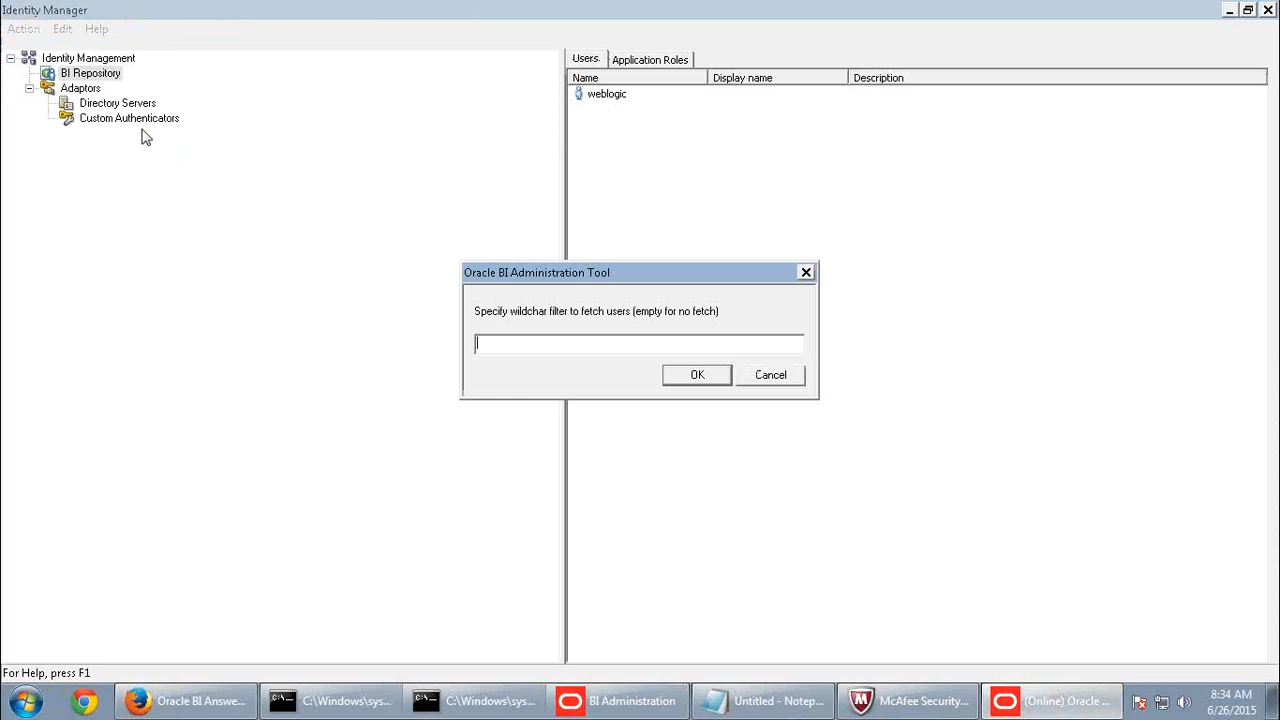 Identity Manager
Action Edit Help
Identity Management
BI Repository
Adaptors
Directory Servers
Custom Authenticators
Users. Application Roles
Name Display name Description
weblogic
Oracle BI Administration Tool
Specify wildchar filter to fetch users (empty for no fetch)
OK Cancel
For Help, press F1
Oracle BI Answe... C:\Windows\sys... C:\Windows\sys... BI Administration Untitled - Notep... McAfee Security... (Online) Oracle ... 8:34 AM
6/26/2015